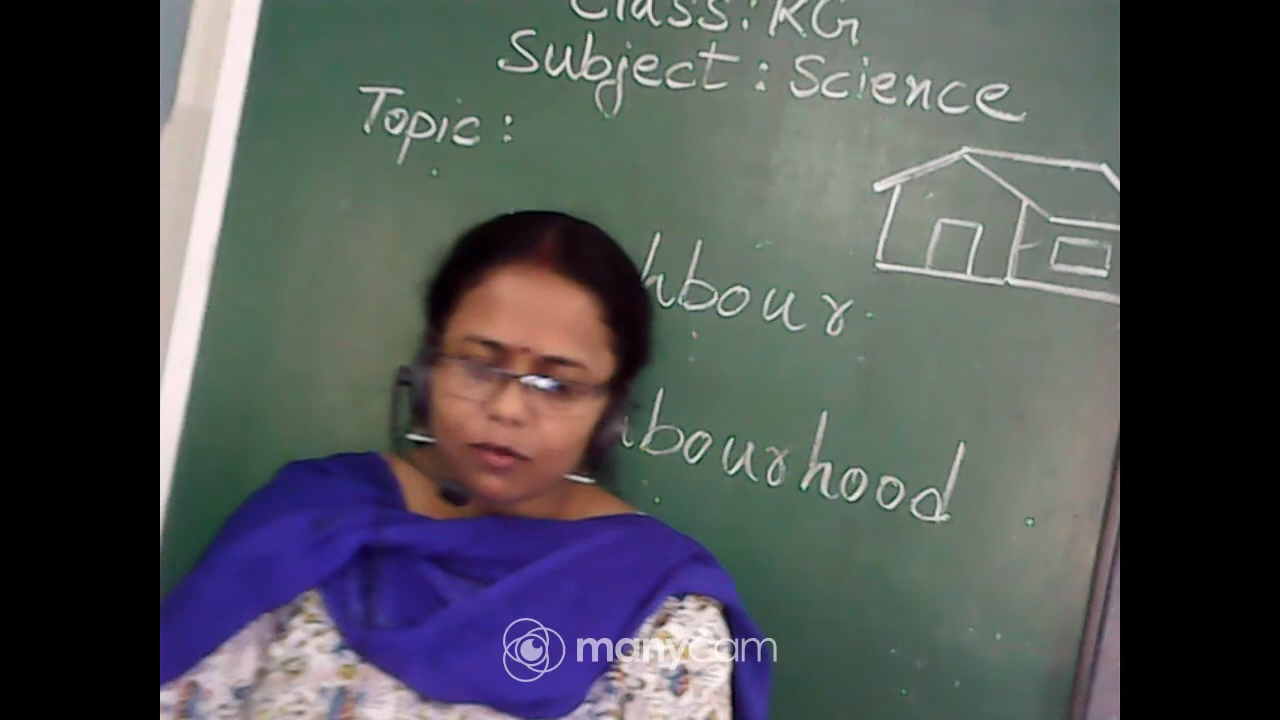 Class: KG
Subject: Science
Topic:
hbour
bourhood
manycam